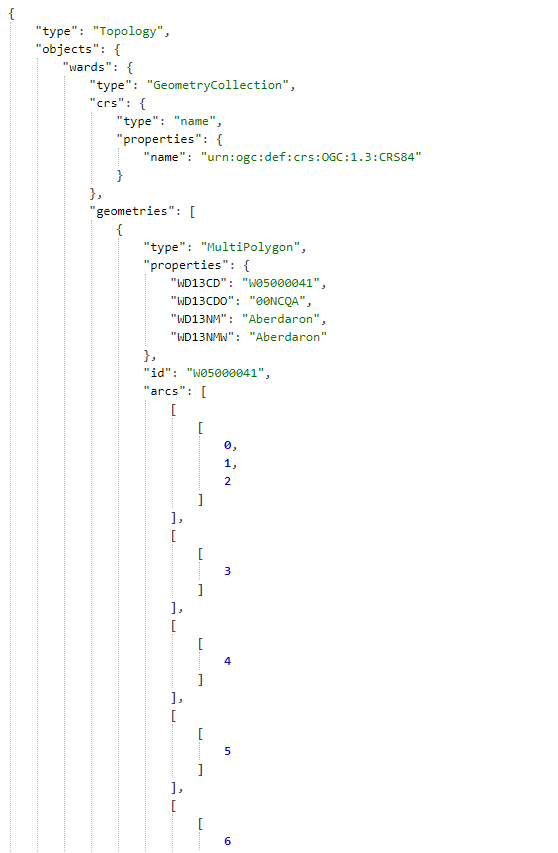 {
"type": "Topology",
"objects": {
"wards": {
"type": "GeometryCollection",
"crs": {
"type": "name",
"properties": {
"name": "urn:ogc:def:crs:OGC:1.3:CRS84"
}
},
"geometries": [
{
"type": "MultiPolygon",
"properties": {
"WD13CD": "W05000041",
"WD13CDO": "00NCQA",
"WD13NM": "Aberdaron",
"WD13NMW": "Aberdaron"
},
"id": "W05000041",
"arcs": [
[
[
0,
1,
2
]
],
[
[
3
]
],
[
[
4
]
],
[
[
5
]
],
[
[
6